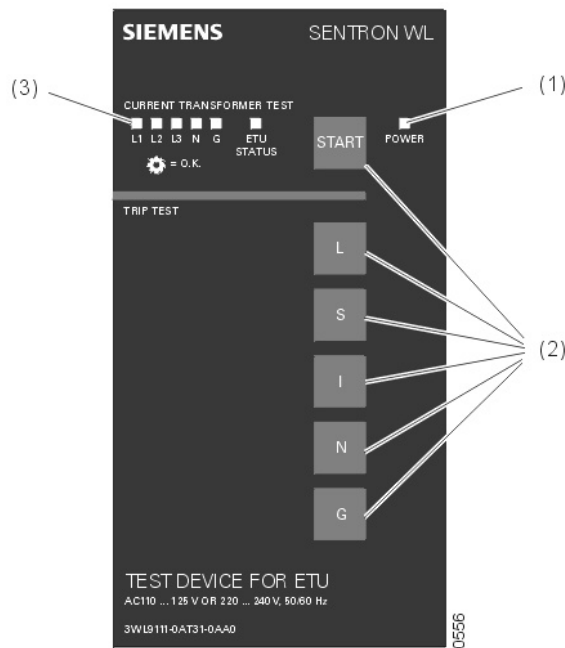 SIEMENS SENTRON WL
(3)
(1)
CURRENT TRANSFORMER TEST
L1 L2 L3 N G ETU STATUS
START
POWER
= O.K.
TRIP TEST
L
S
(2)
I
N
G
TEST DEVICE FOR ETU
AC110 ... 125 V OR 220 ... 240 V, 50/60 Hz
3WL9111-0AT31-0AA0
0556